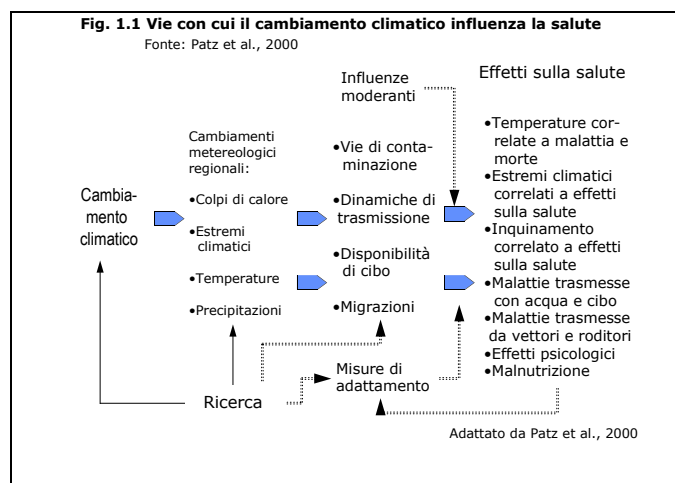 Fig. 1.1 Vie con cui il cambiamento climatico influenza la salute
Fonte: Patz et al., 2000
Cambia-
mento
climatico
Cambiamenti
metereologici
regionali:
•Colpi di calore
•Estremi
climatici
•Temperature
•Precipitazioni
Influenze
moderanti
•Vie di conta-
minazione
•Dinamiche di
trasmissione
•Disponibilità
di cibo
•Migrazioni
Effetti sulla salute
•Temperature cor-
relate a malattia e
morte
•Estremi climatici
correlati a effetti
sulla salute
•Inquinamento
correlato a effetti
sulla salute
•Malattie trasmesse
con acqua e cibo
•Malattie trasmesse
da vettori e roditori
•Effetti psicologici
•Malnutrizione
Ricerca
Misure di
adattamento
Adattato da Patz et al., 2000